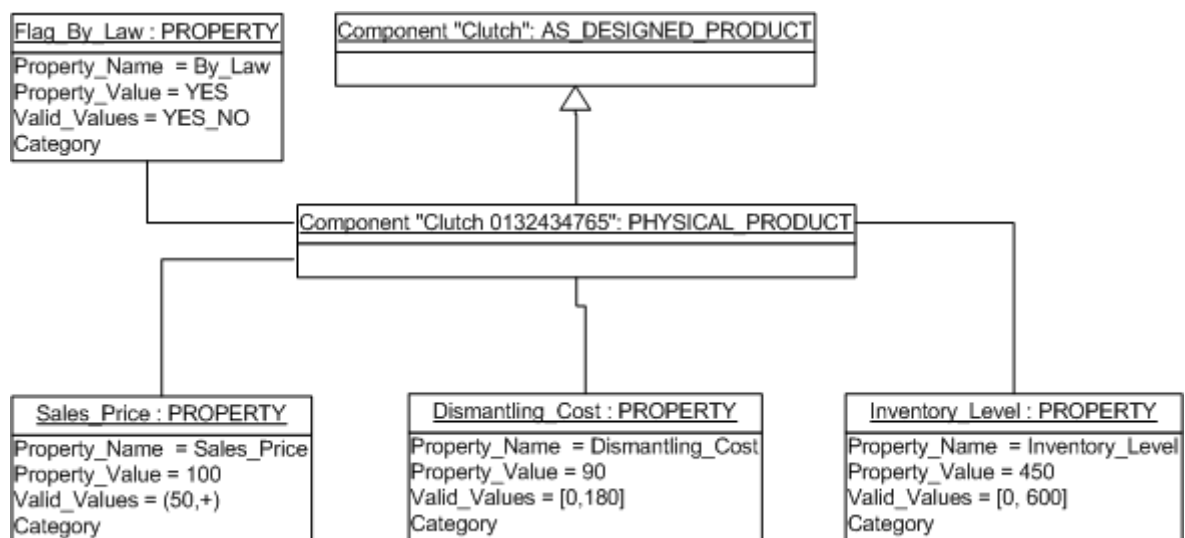 Flag_By_Law : PROPERTY
Property_Name = By_Law
Property_Value = YES
Valid_Values = YES_NO
Category
Component "Clutch": AS_DESIGNED_PRODUCT
Component "Clutch 0132434765": PHYSICAL_PRODUCT
Sales_Price : PROPERTY
Property_Name = Sales_Price
Property_Value = 100
Valid_Values = (50,+)
Category
Dismantling_Cost : PROPERTY
Property_Name = Dismantling_Cost
Property_Value = 90
Valid_Values = [0,180]
Category
Inventory_Level : PROPERTY
Property_Name = Inventory_Level
Property_Value = 450
Valid_Values = [0, 600]
Category